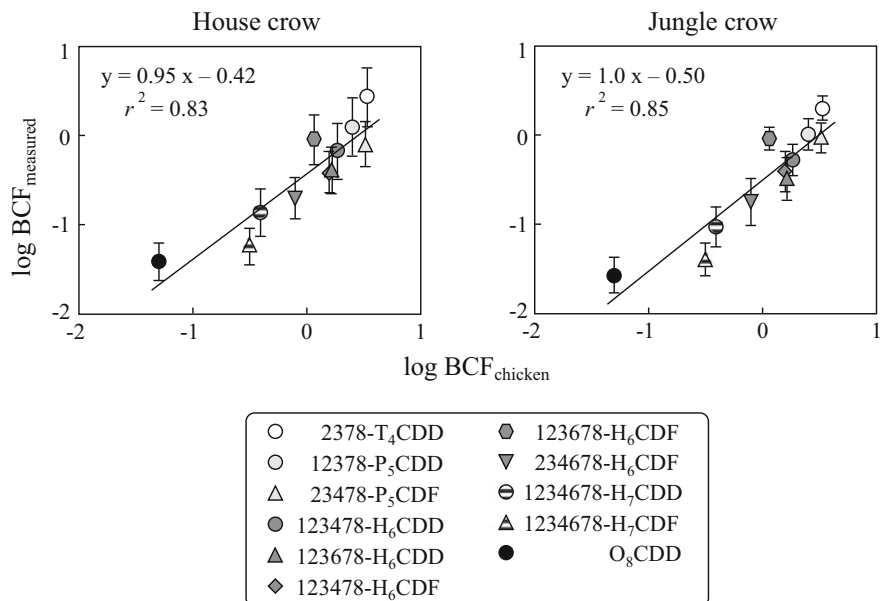 House crow
Jungle crow
y = 0.95 x – 0.42
r² = 0.83
y = 1.0 x – 0.50
r² = 0.85
log BCF_measured
1
0
-1
-2
-2
-1
0
1
1
0
-1
-2
-2
-1
0
1
log BCF_chicken
2378-T₄CDD
12378-P₅CDD
23478-P₅CDF
123478-H₆CDD
123678-H₆CDD
123478-H₆CDF
123678-H₆CDF
234678-H₆CDF
1234678-H₇CDD
1234678-H₇CDF
O₈CDD